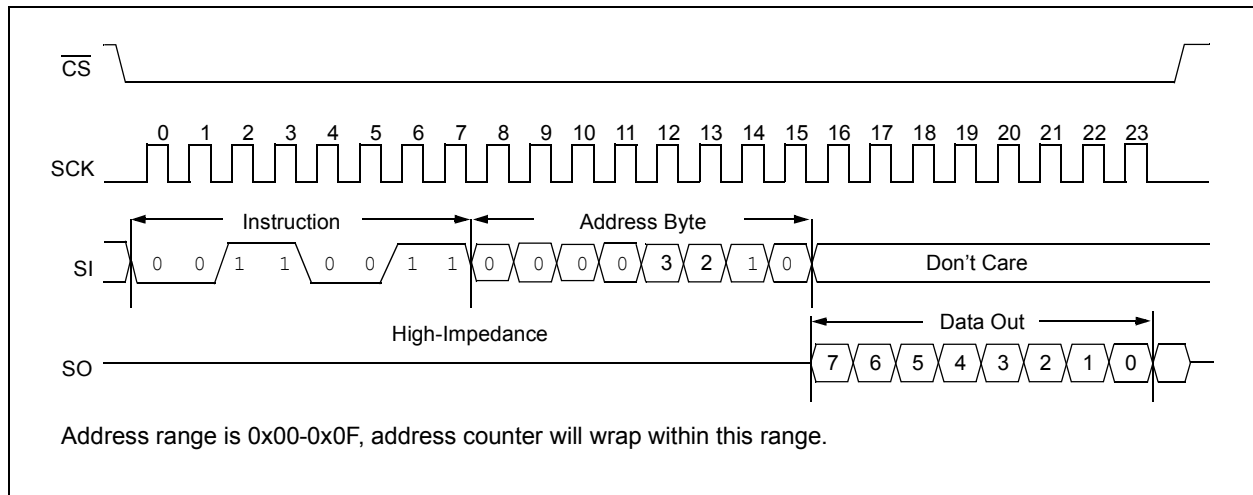 CS
0 1 2 3 4 5 6 7 8 9 10 11 12 13 14 15 16 17 18 19 20 21 22 23
SCK
Instruction Address Byte
SI 0 0 1 1 0 0 1 1 0 0 0 0 3 2 1 0 Don't Care
High-Impedance Data Out
SO 7 6 5 4 3 2 1 0
Address range is 0x00-0x0F, address counter will wrap within this range.